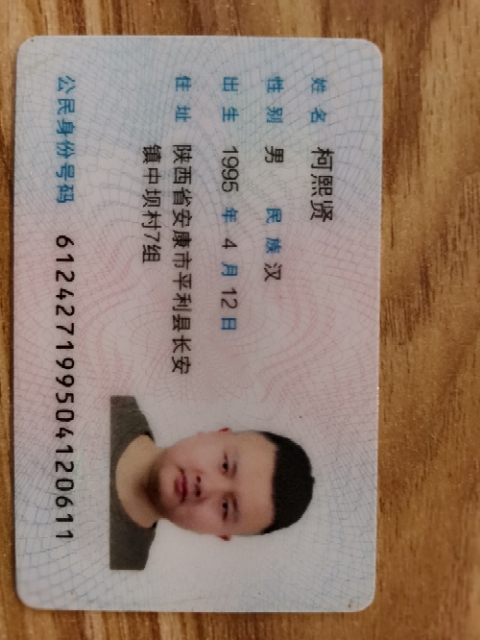 姓名 柯熙贤
性别 男 民族 汉
出生 1995 年 4 月 12 日
住址 陕西省安康市平利县长安
镇中坝村7组
公民身份号码 612427199504120611